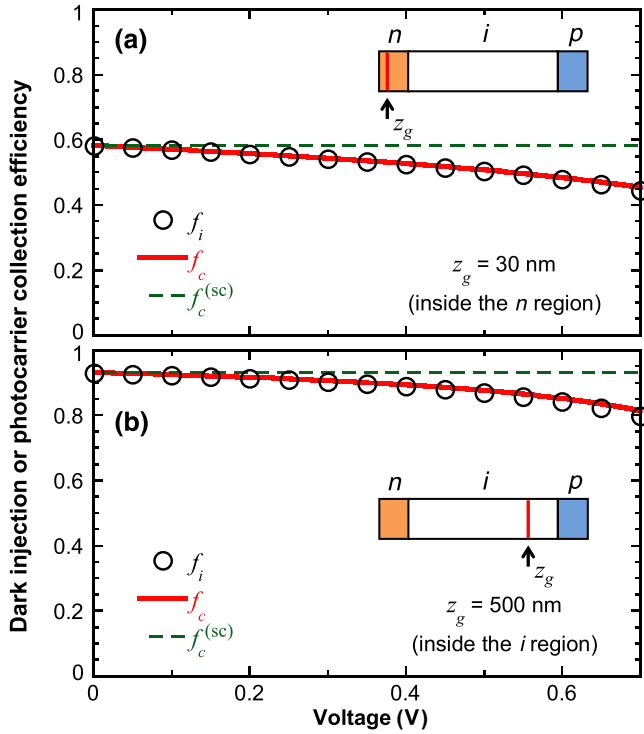 Dark injection or photocarrier collection efficiency
1
0.8
0.6
0.4
0.2
0
(a)
n i p
z_g
f_i
f_c
f_c^(sc)
z_g = 30 nm
(inside the n region)
1
0.8
0.6
0.4
0.2
0
(b)
n i p
z_g
f_i
f_c
f_c^(sc)
z_g = 500 nm
(inside the i region)
0 0.2 0.4 0.6
Voltage (V)